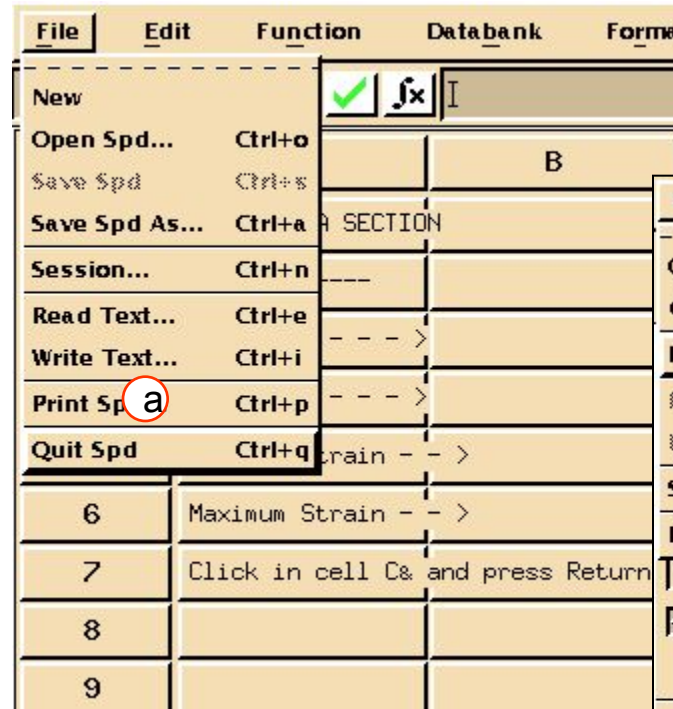 File Edit Function Databank
New
fx
Open Spd... Ctrl+o
B
Save Spd Ctrl+s
Save Spd As... Ctrl+a A SECTION
Session... Ctrl+n ----
Read Text... Ctrl+e
- - - >
Write Text... Ctrl+i
Print Sp a Ctrl+p - - - >
Quit Spd Ctrl+q train - - >
6 Maximum Strain - - >
7 Click in cell C& and press Return
8
9